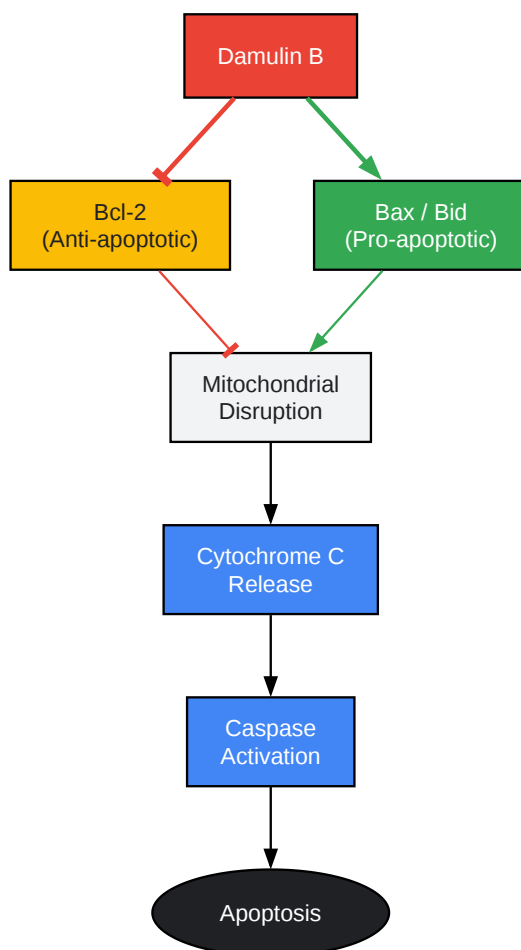 Damulin B
Bcl-2
(Anti-apoptotic)
Bax / Bid
(Pro-apoptotic)
Mitochondrial
Disruption
Cytochrome C
Release
Caspase
Activation
Apoptosis